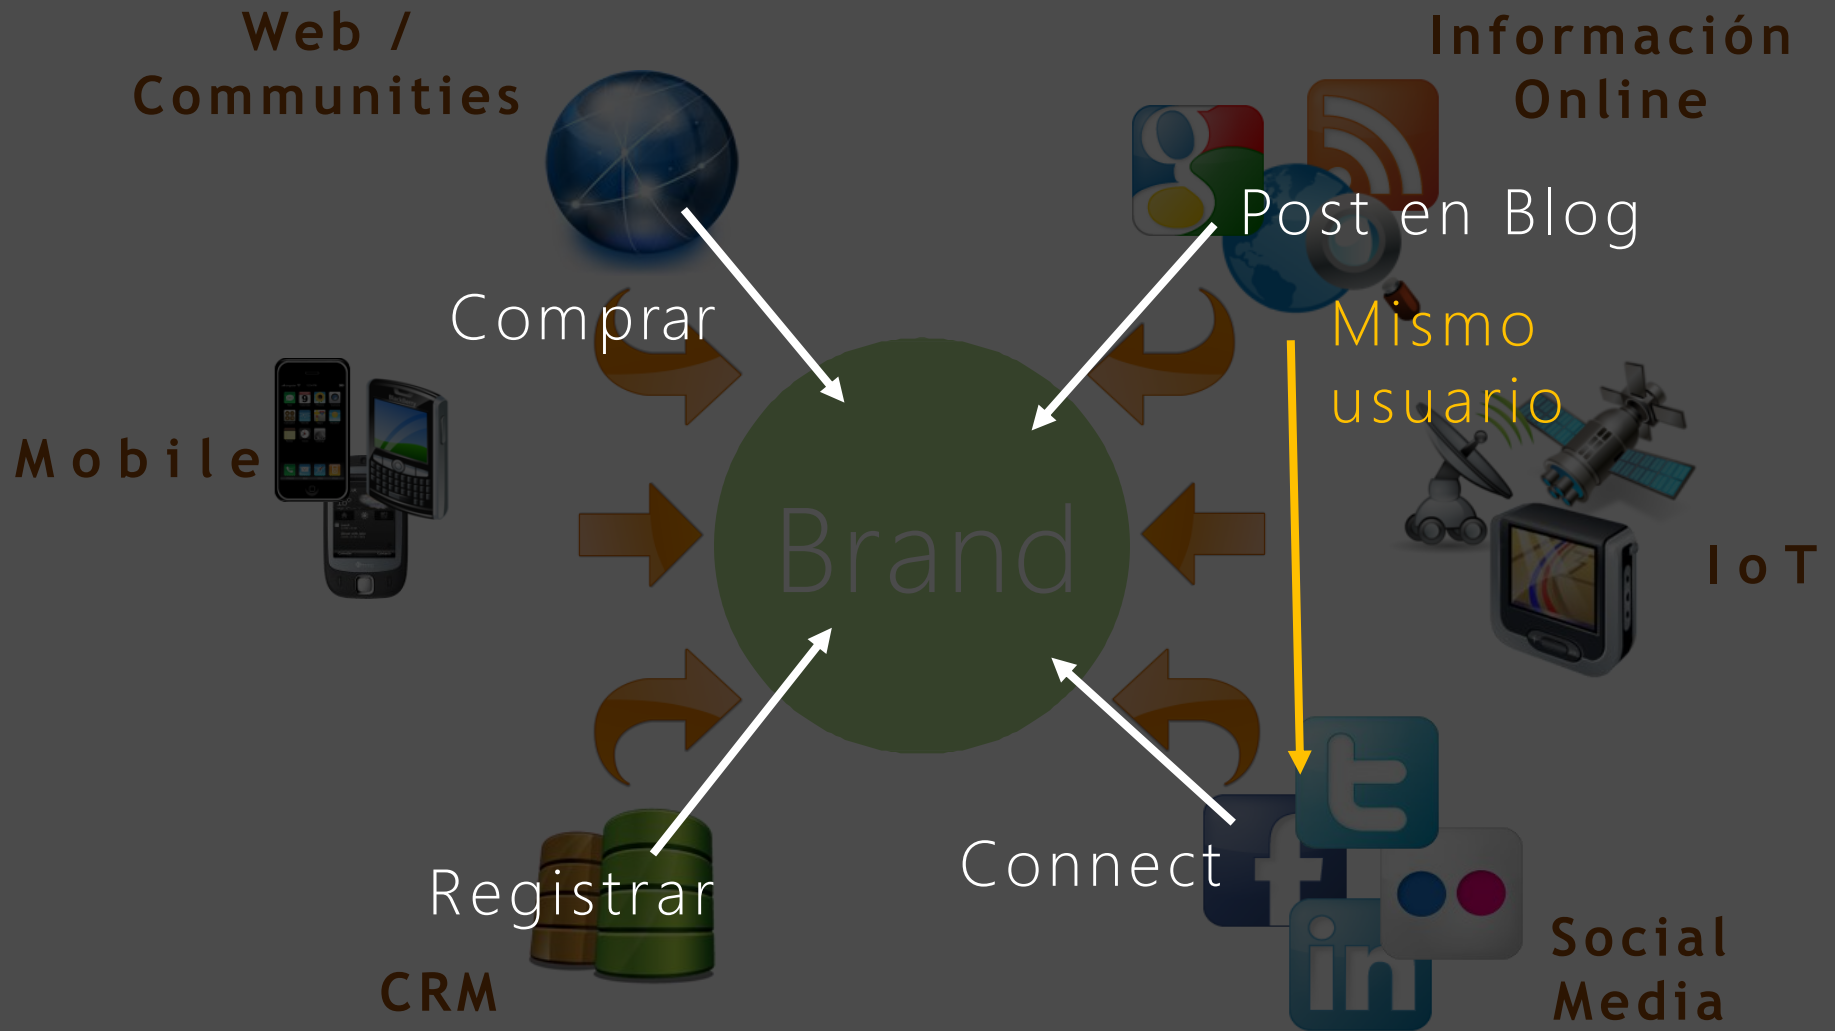 Web /
Communities
Información
Online
Post en Blog
Comprar
Mismo
usuario
Mobile
Brand
IoT
Connect
Registrar
CRM
Social
Media